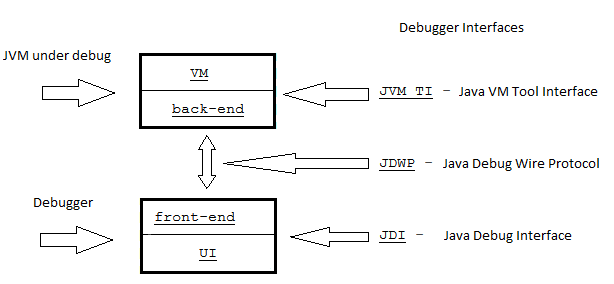 Debugger Interfaces
JVM under debug
VM
JVM TI - Java VM Tool Interface
back-end
JDWP - Java Debug Wire Protocol
Debugger
front-end
JDI - Java Debug Interface
UI